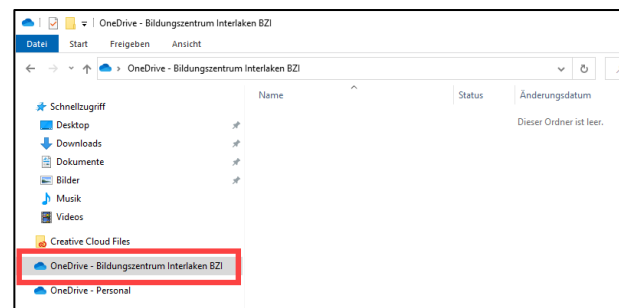 OneDrive - Bildungszentrum Interlaken BZI
Datei Start Freigeben Ansicht
OneDrive - Bildungszentrum Interlaken BZI
Name Status Änderungsdatum
Dieser Ordner ist leer.
Schnellzugriff
Desktop
Downloads
Dokumente
Bilder
Musik
Videos
Creative Cloud Files
OneDrive - Bildungszentrum Interlaken BZI
OneDrive - Personal